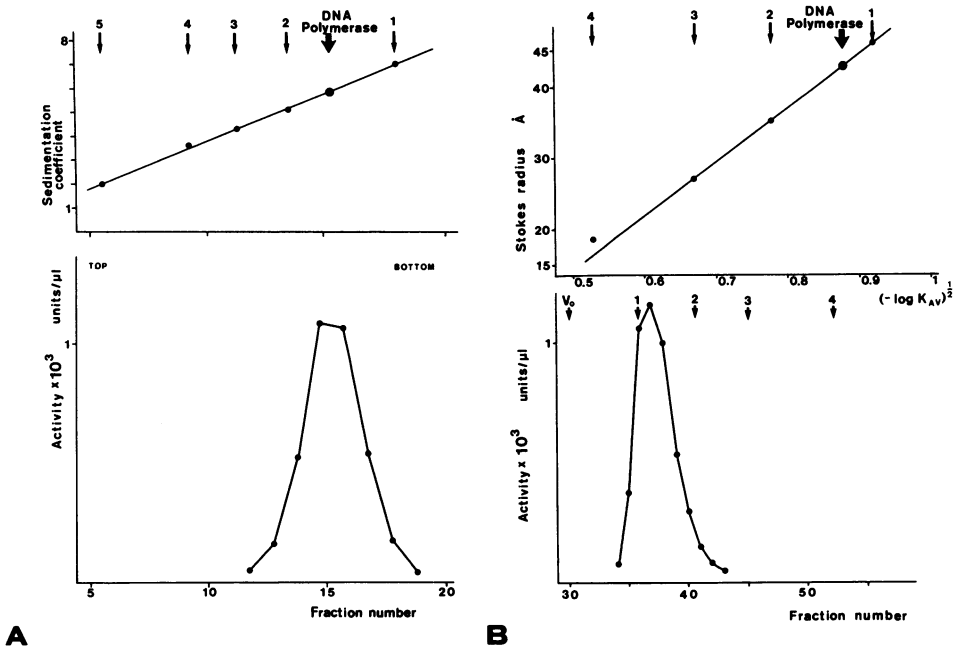 5 4 3 2 DNA Polymerase 1
8
Sedimentation coefficient
1
TOP BOTTOM
Activity x 10³ units/µl
1
5 10 15 20
Fraction number
A
4 3 2 DNA Polymerase 1
45
40
30
20
15
Stokes radius Å
0.5 0.6 0.7 0.8 0.9 1
(-log K_AV)^½
V₀ 1 2 3 4
Activity x 10³ units/µl
1
30 40 50
Fraction number
B